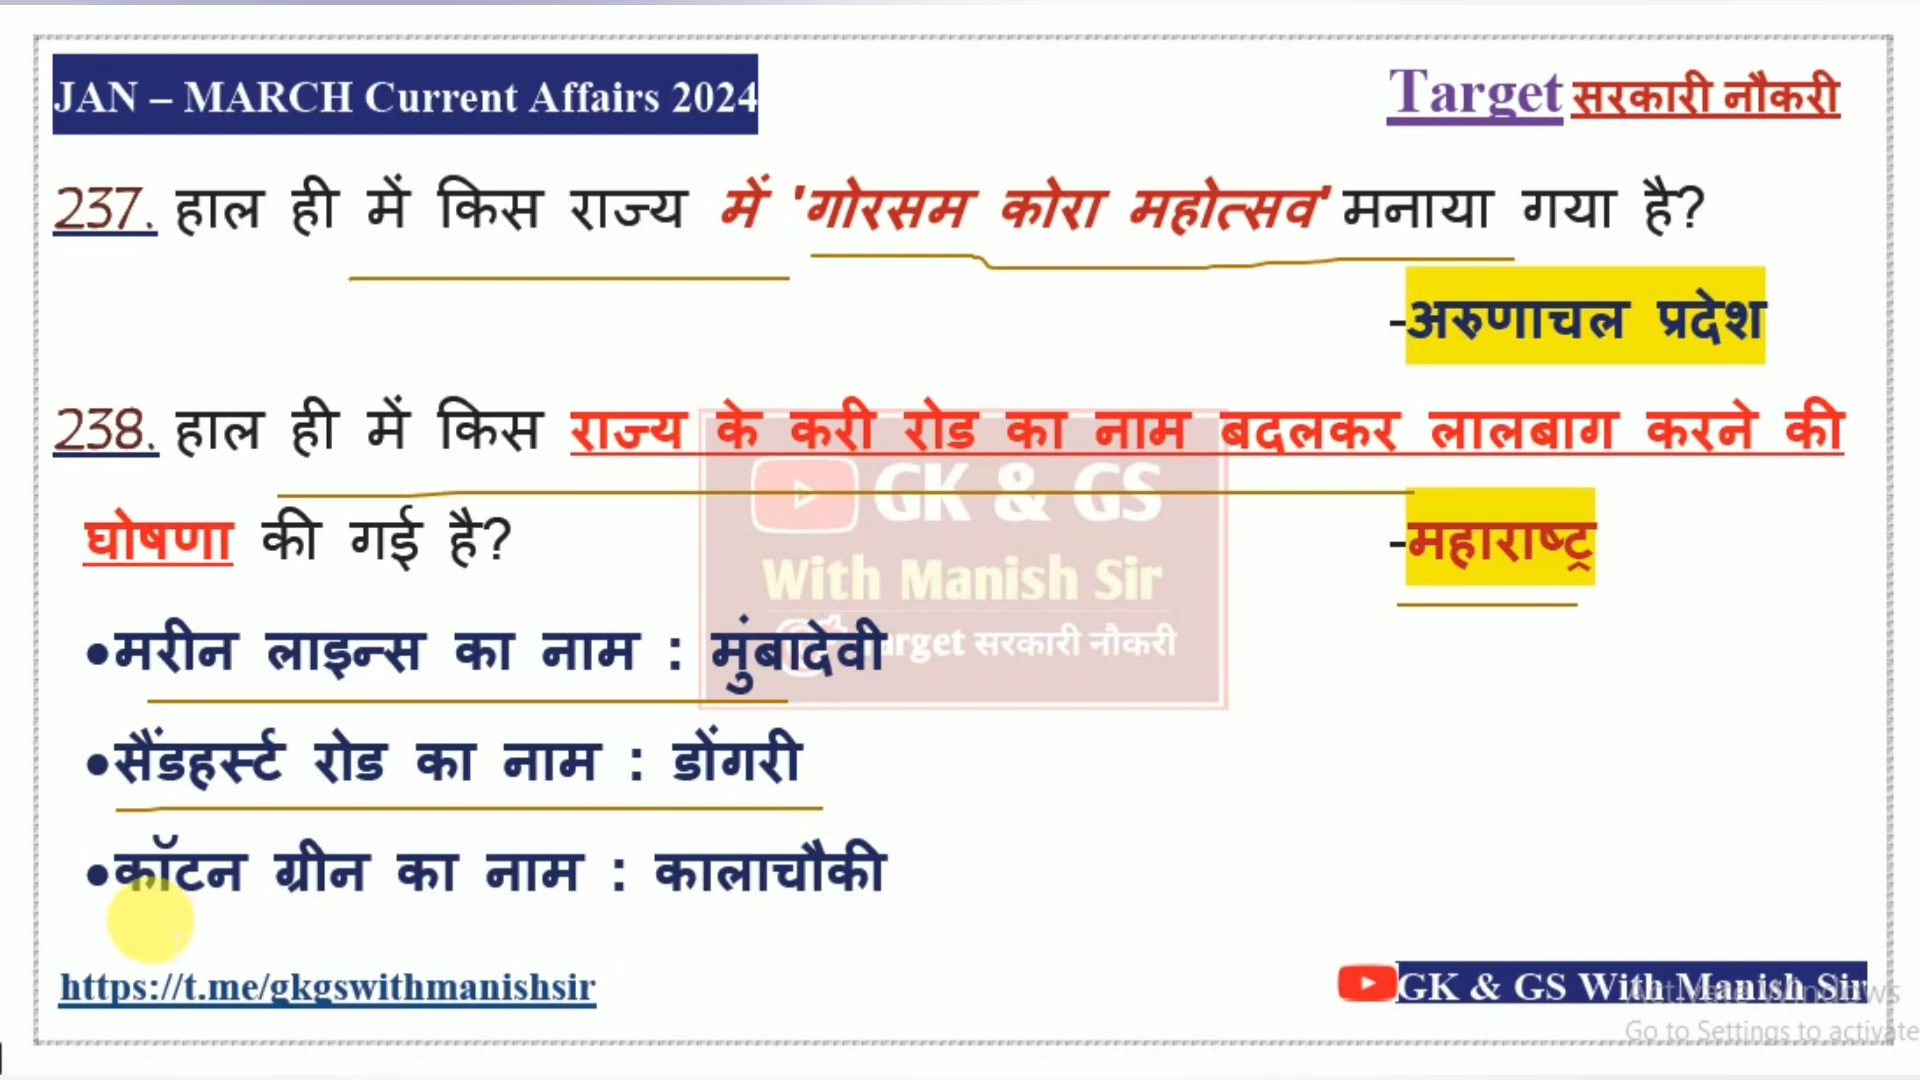 JAN – MARCH Current Affairs 2024
Target सरकारी नौकरी
237. हाल ही में किस राज्य में 'गोरसम कोरा महोत्सव' मनाया गया है?
-अरुणाचल प्रदेश
238. हाल ही में किस राज्य के करी रोड का नाम बदलकर लालबाग करने की
घोषणा की गई है?
-महाराष्ट्र
GK & GS
With Manish Sir
Target सरकारी नौकरी
•मरीन लाइन्स का नाम : मुंबादेवी
•सैंडहर्स्ट रोड का नाम : डोंगरी
•कॉटन ग्रीन का नाम : कालाचौकी
https://t.me/gkgswithmanishsir
GK & GS With Manish Sir
Activate Windows
Go to Settings to activate